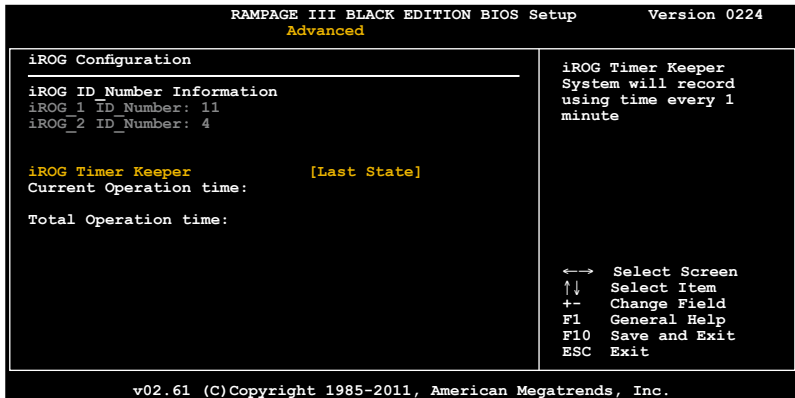 RAMPAGE III BLACK EDITION BIOS Setup Version 0224
Advanced
iROG Configuration
iROG ID_Number Information
iROG_1 ID_Number: 11
iROG_2 ID_Number: 4
iROG Timer Keeper [Last State]
Current Operation time:
Total Operation time:
iROG Timer Keeper
System will record
using time every 1
minute
←→ Select Screen
↑↓ Select Item
+- Change Field
F1 General Help
F10 Save and Exit
ESC Exit
v02.61 (C)Copyright 1985-2011, American Megatrends, Inc.